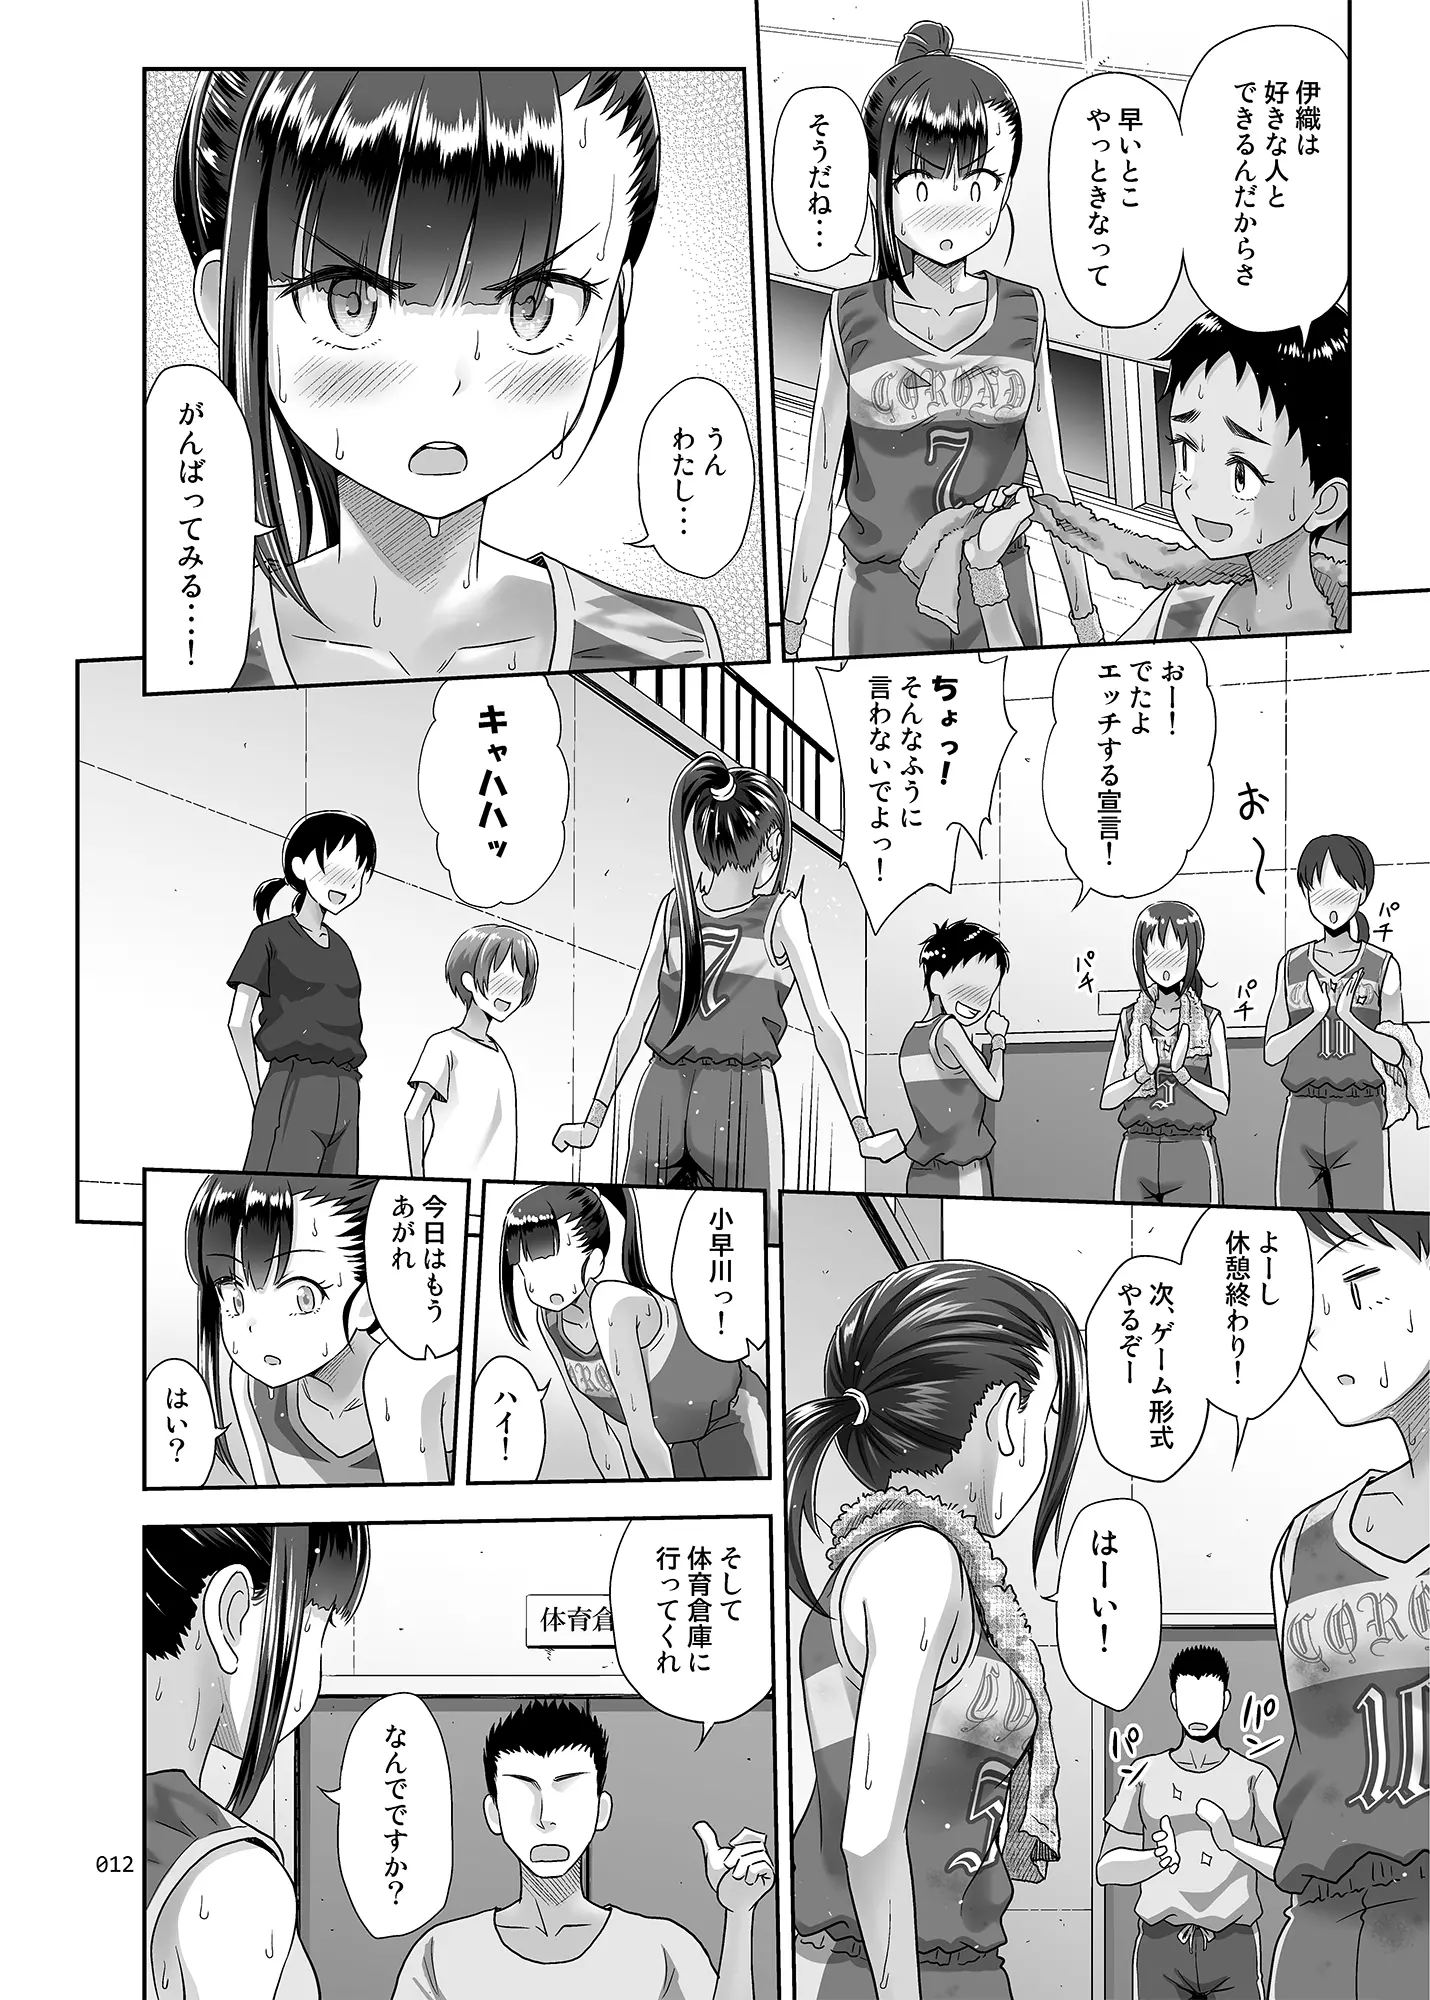 伊織は
好きな人と
できるんだからさ
早いとこ
やっときなって
そうだね…
COROND
7
うん
わたし…
がんばってみる…!
おー!
でたよ
エッチする宣言!
お〜
パチ
パチ
パチ
ちょっ!
そんなふうに
言わないでよっ!
キャハハッ
7
よーし
休憩終わり!
次、ゲーム形式
やるぞー
はーい!
パン
パン
小早川っ!
ハイ!
今日はもう
あがれ
はい?
そして
体育倉庫に
行ってくれ
体育倉
なんでですか?
012